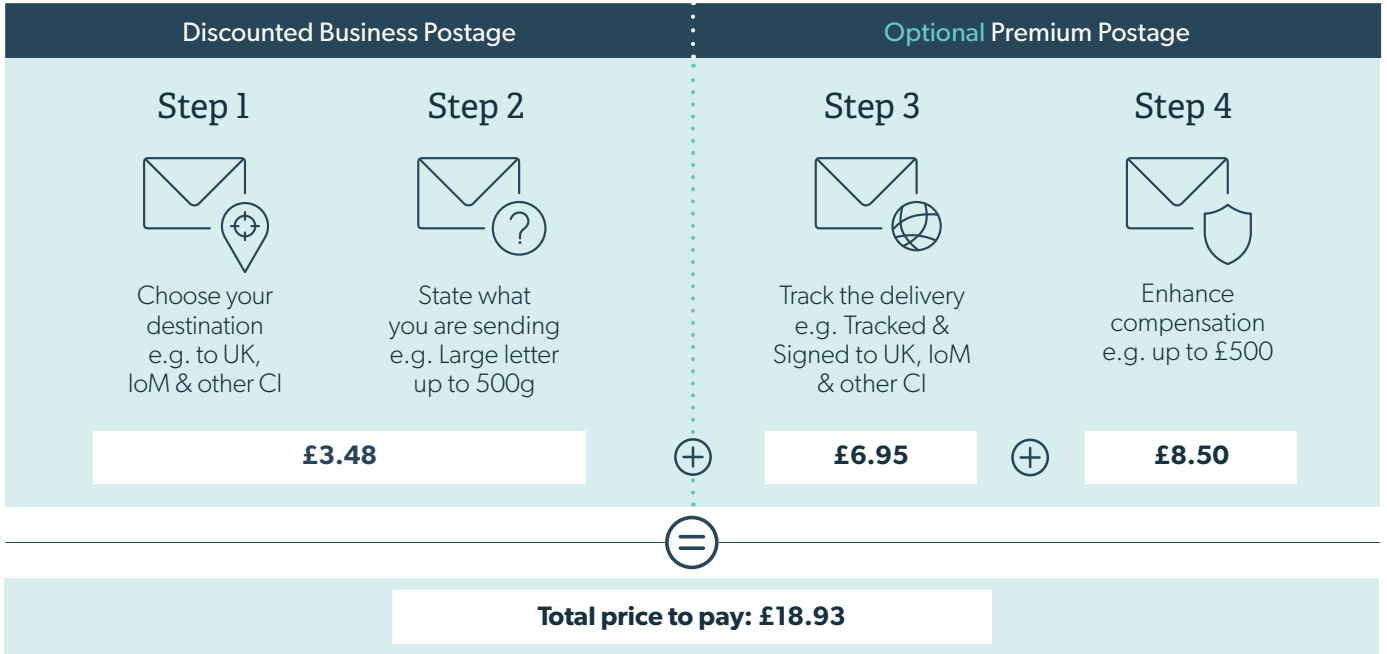 Discounted Business Postage
Optional Premium Postage
Step 1
Choose your
destination
e.g. to UK,
IoM & other CI
Step 2
?
State what
you are sending
e.g. Large letter
up to 500g
£3.48
+
Step 3
Track the delivery
e.g. Tracked &
Signed to UK, IoM
& other CI
£6.95
+
Step 4
Enhance
compensation
e.g. up to £500
£8.50
=
Total price to pay: £18.93